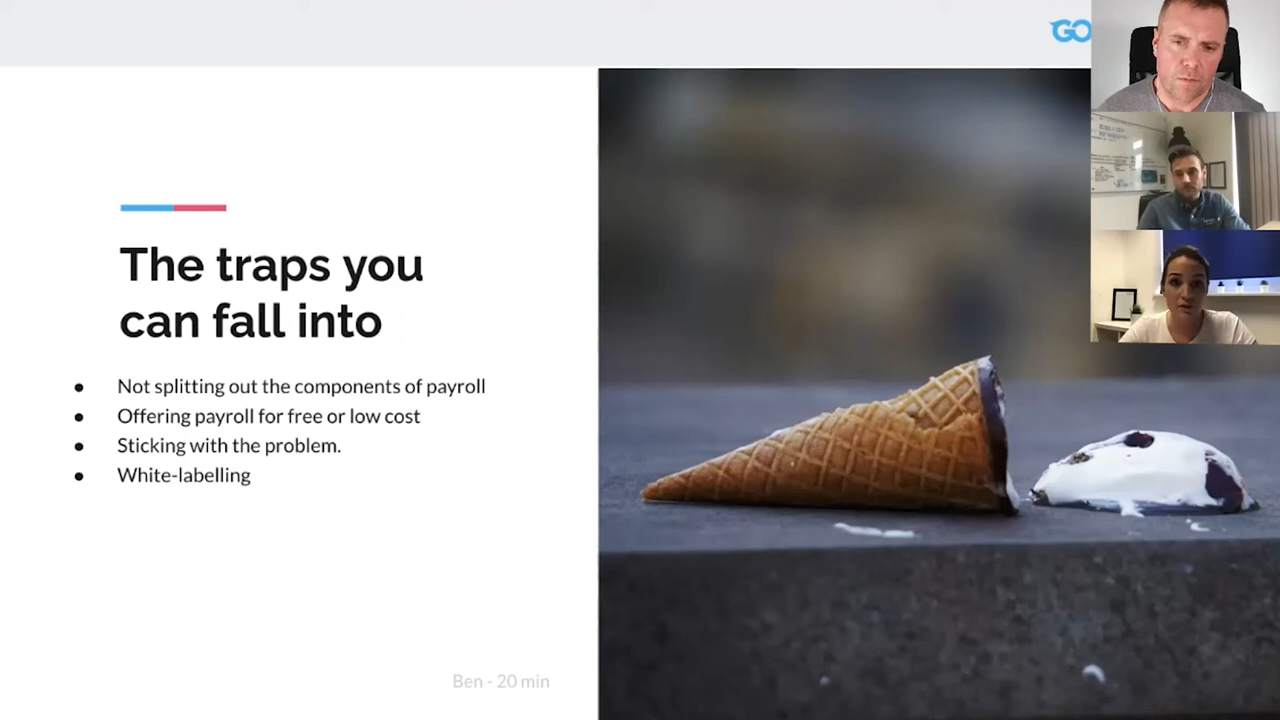 GO
The traps you
can fall into
● Not splitting out the components of payroll
● Offering payroll for free or low cost
● Sticking with the problem.
● White-labelling
Ben - 20 min